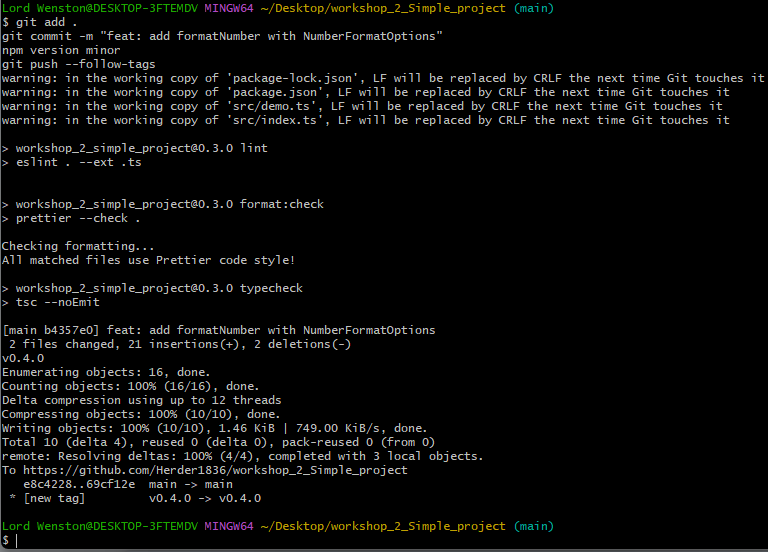 Lord Wenston@DESKTOP-3FTEMDV MINGW64 ~/Desktop/workshop_2_Simple_project (main)
$ git add .
git commit -m "feat: add formatNumber with NumberFormatOptions"
npm version minor
git push --follow-tags
warning: in the working copy of 'package-lock.json', LF will be replaced by CRLF the next time Git touches it
warning: in the working copy of 'package.json', LF will be replaced by CRLF the next time Git touches it
warning: in the working copy of 'src/demo.ts', LF will be replaced by CRLF the next time Git touches it
warning: in the working copy of 'src/index.ts', LF will be replaced by CRLF the next time Git touches it
> workshop_2_simple_project@0.3.0 lint
> eslint . --ext .ts
> workshop_2_simple_project@0.3.0 format:check
> prettier --check .
Checking formatting...
All matched files use Prettier code style!
> workshop_2_simple_project@0.3.0 typecheck
> tsc --noEmit
[main b4357e0] feat: add formatNumber with NumberFormatOptions
 2 files changed, 21 insertions(+), 2 deletions(-)
v0.4.0
Enumerating objects: 16, done.
Counting objects: 100% (16/16), done.
Delta compression using up to 12 threads
Compressing objects: 100% (10/10), done.
Writing objects: 100% (10/10), 1.46 KiB | 749.00 KiB/s, done.
Total 10 (delta 4), reused 0 (delta 0), pack-reused 0 (from 0)
remote: Resolving deltas: 100% (4/4), completed with 3 local objects.
To https://github.com/Herder1836/workshop_2_Simple_project
   e8c4228..69cf12e  main -> main
 * [new tag]         v0.4.0 -> v0.4.0
Lord Wenston@DESKTOP-3FTEMDV MINGW64 ~/Desktop/workshop_2_Simple_project (main)
$